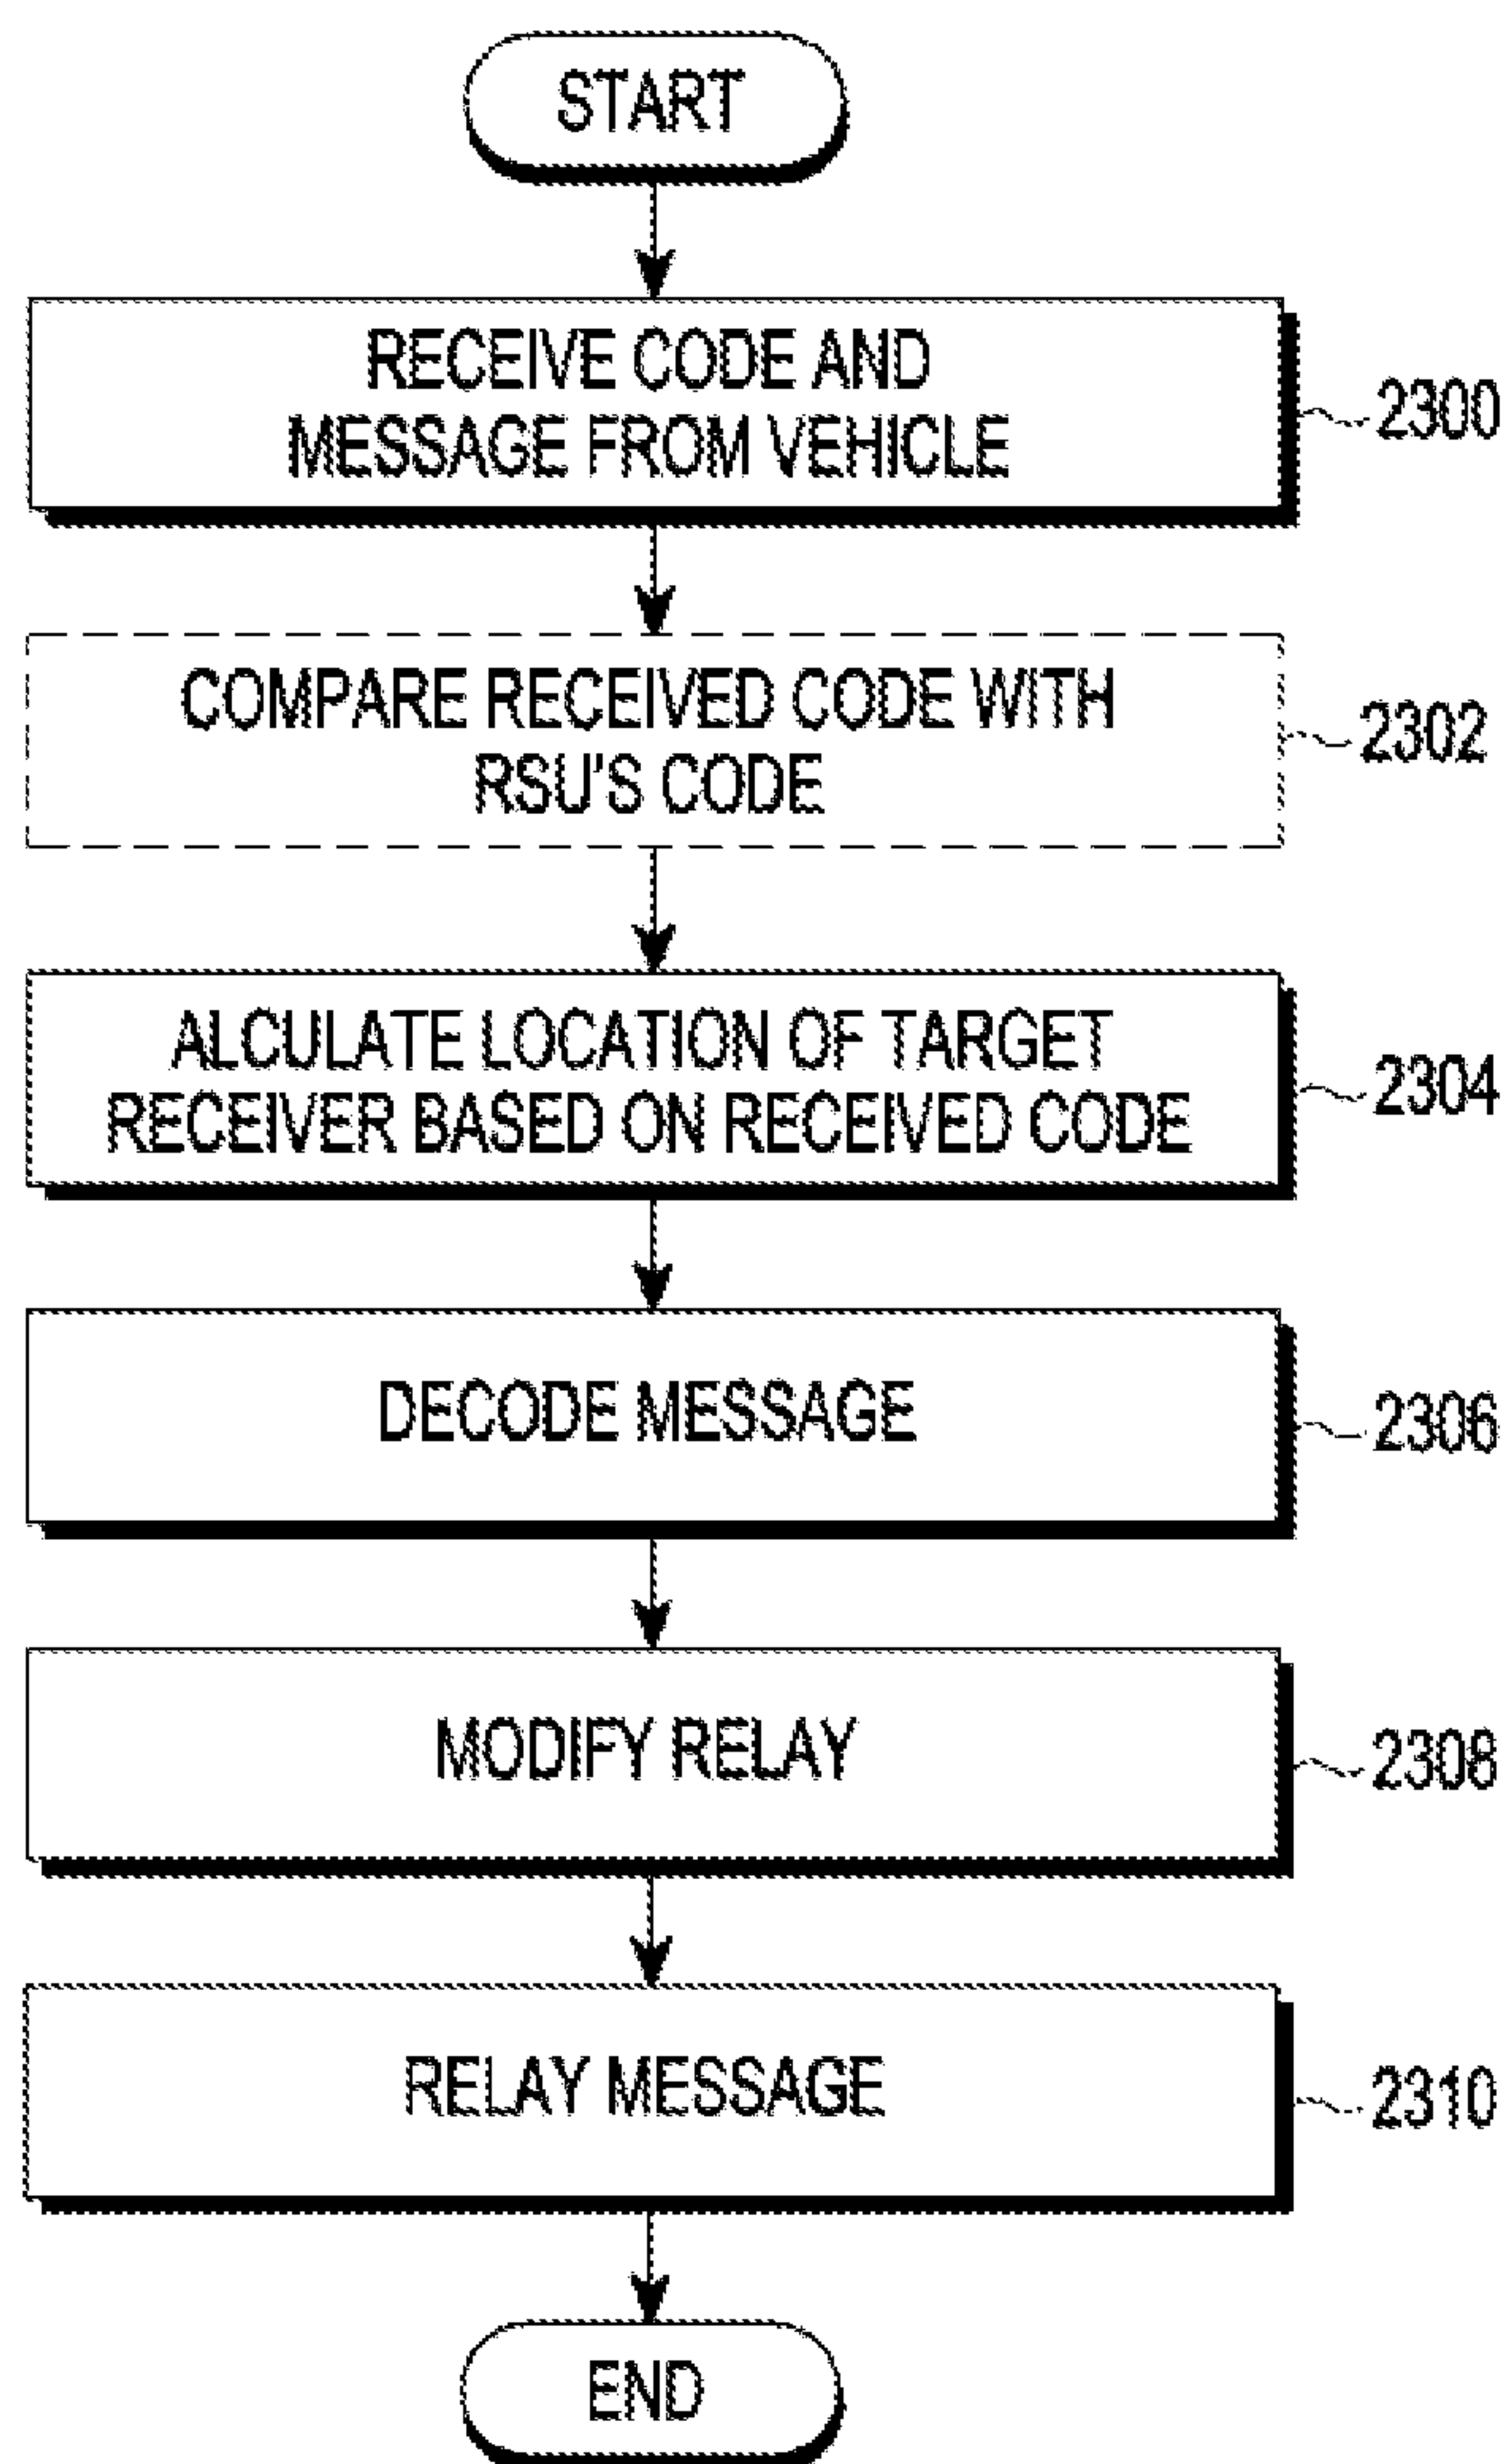 START
RECEIVE CODE AND
MESSAGE FROM VEHICLE
2300
COMPARE RECEIVED CODE WITH
RSU'S CODE
2302
ALCULATE LOCATION OF TARGET
RECEIVER BASED ON RECEIVED CODE
2304
DECODE MESSAGE
2306
MODIFY RELAY
2308
RELAY MESSAGE
2310
END